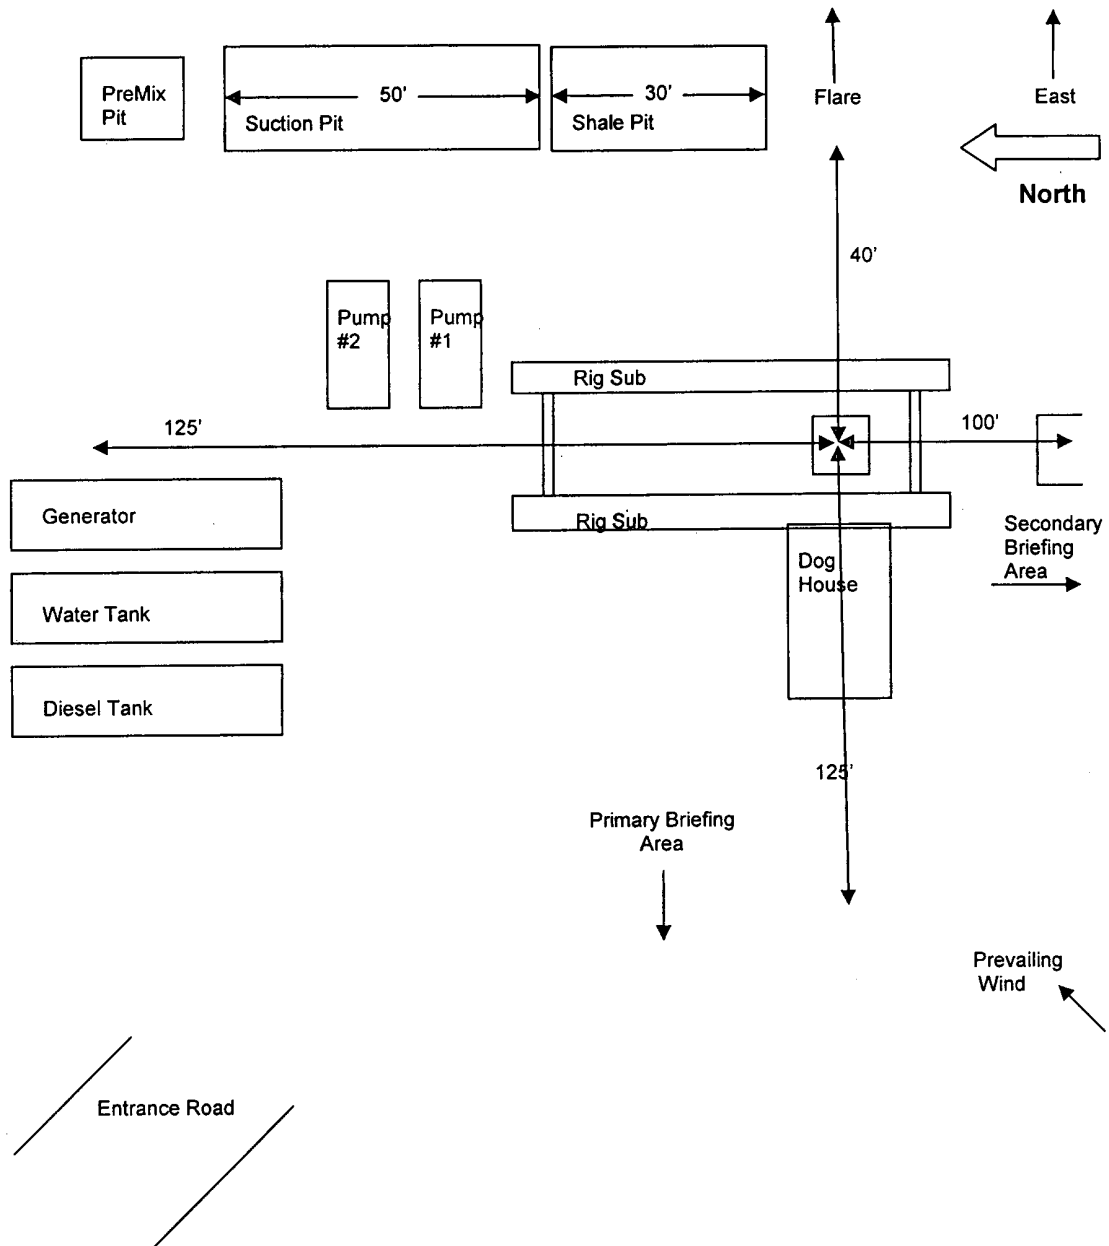 PreMix
Pit
50'
Suction Pit
30'
Shale Pit
Flare
East
North
40'
Pump
#2
Pump
#1
Rig Sub
125'
100'
Generator
Rig Sub
Secondary
Briefing
Area
Dog
House
Water Tank
Diesel Tank
125'
Primary Briefing
Area
Prevailing
Wind
Entrance Road